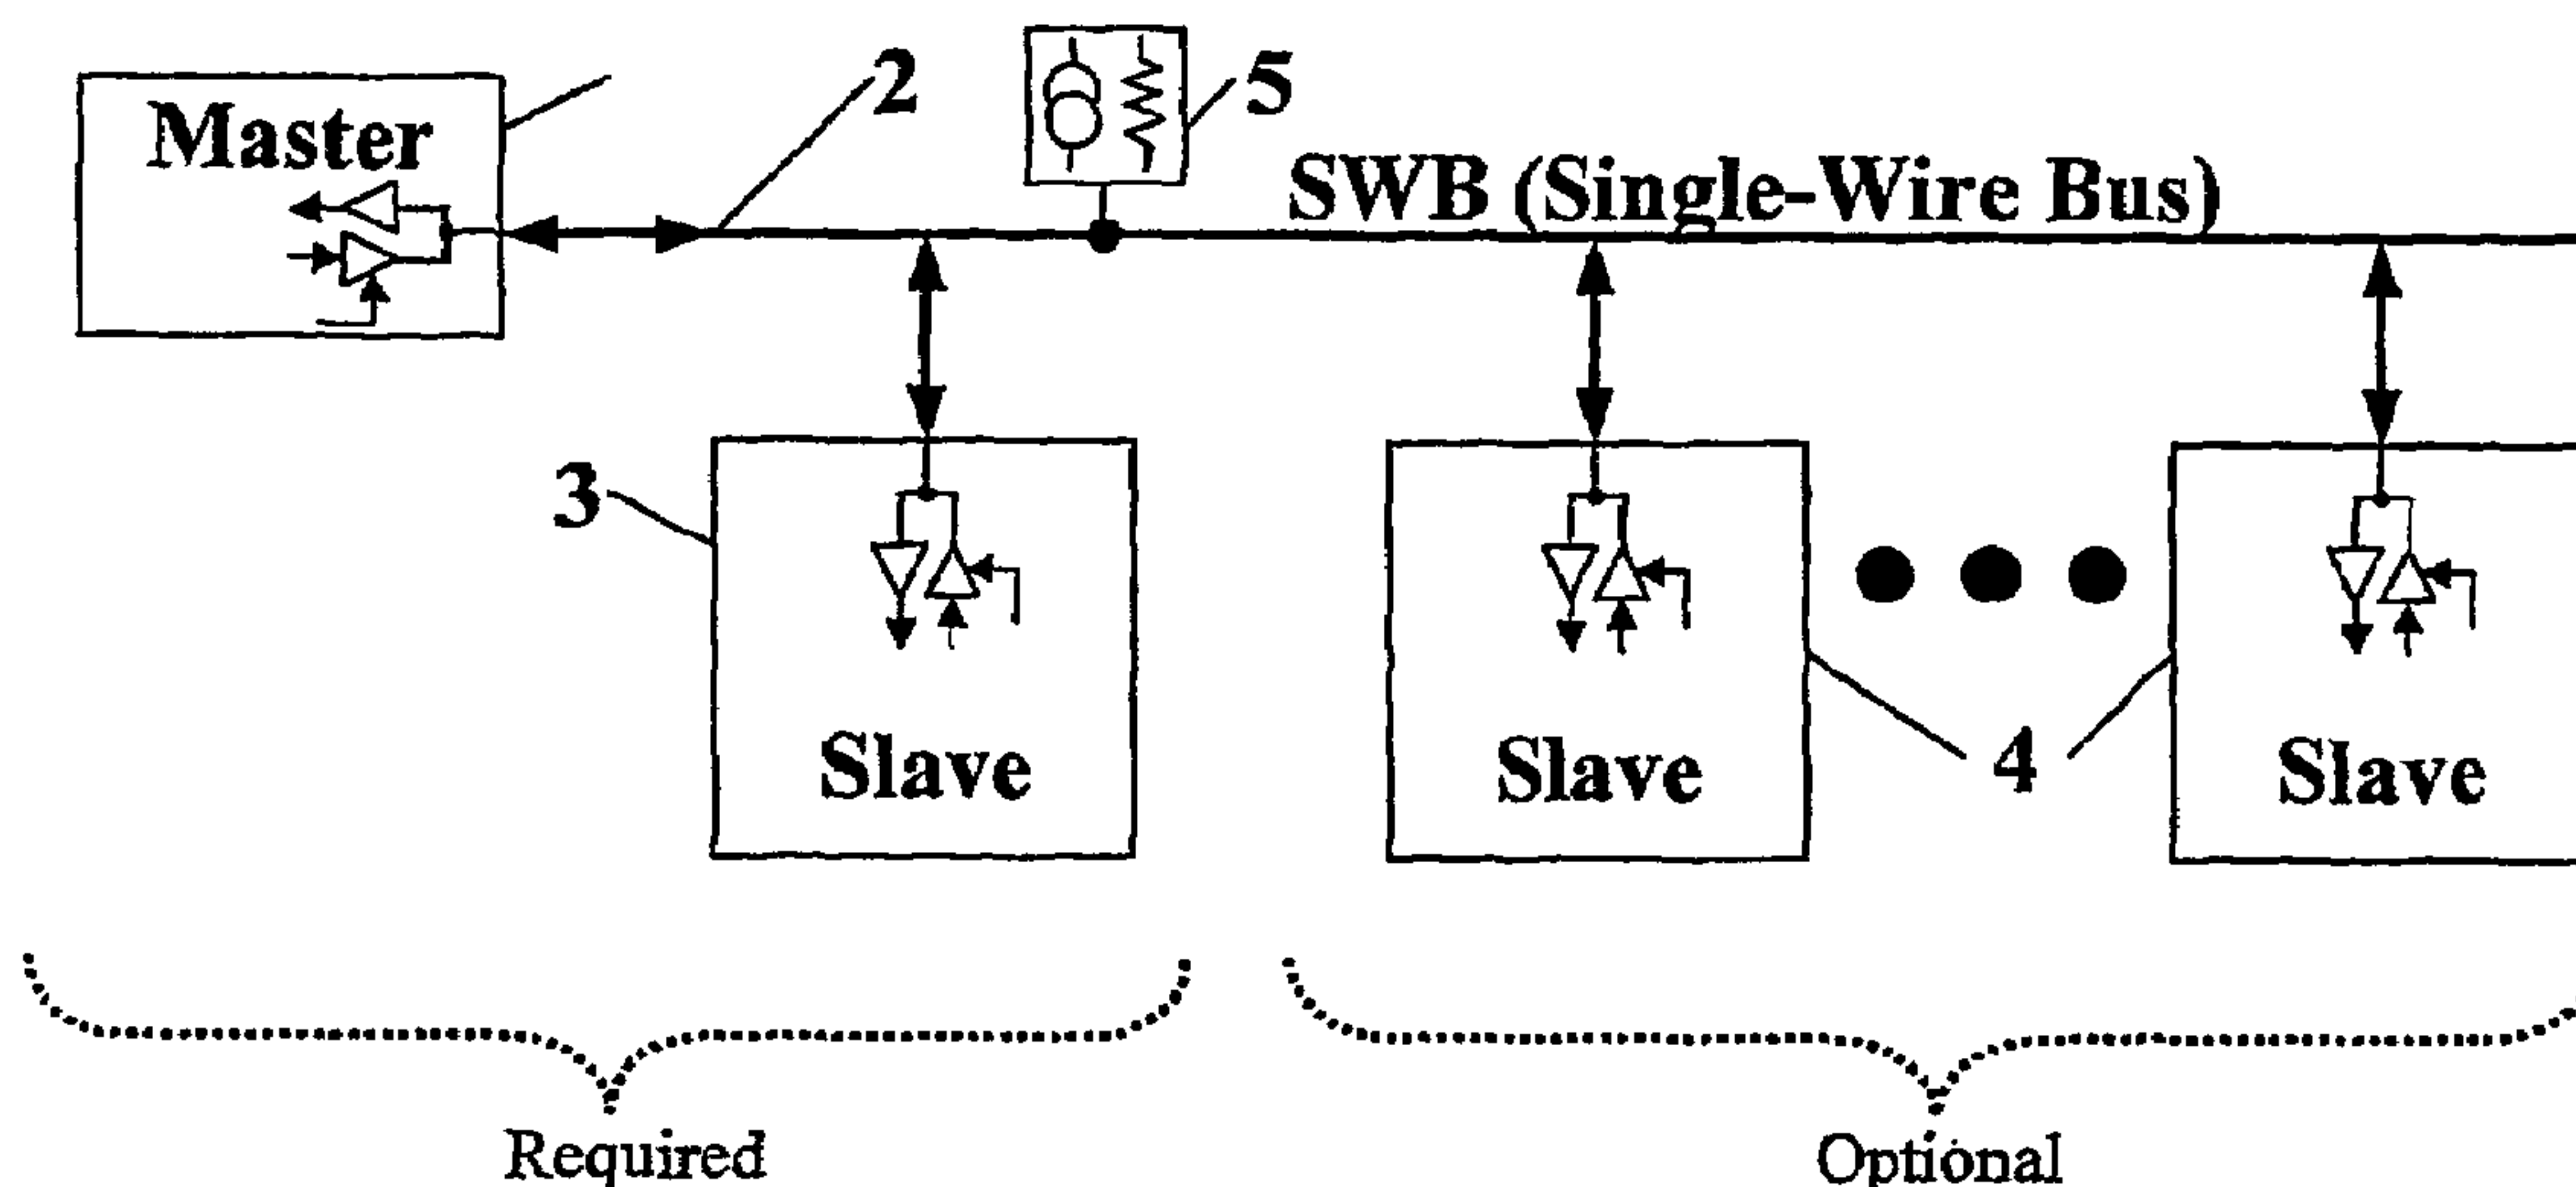 Master
2
5
SWB (Single-Wire Bus)
3
Slave
Slave
4
Slave
Required
Optional